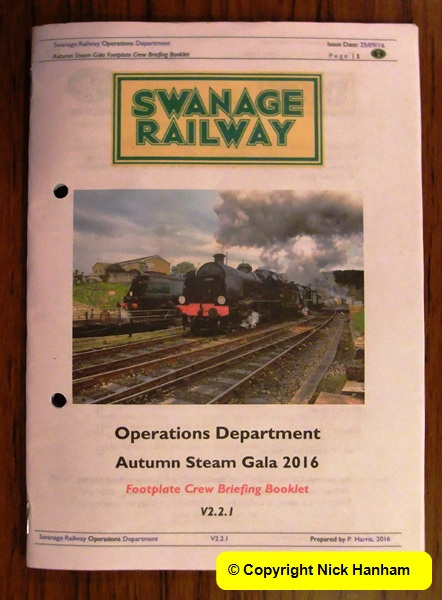 Swanage Railway Operations Department
Issue Date: 25/09/16
Autumn Steam Gala Footplate Crew Briefing Booklet
Page | 1
SWANAGE
RAILWAY
Operations Department
Autumn Steam Gala 2016
Footplate Crew Briefing Booklet
V2.2.1
Swanage Railway Operations Department
V2.2.1
Prepared by P. Harris. 2016
© Copyright Nick Hanham